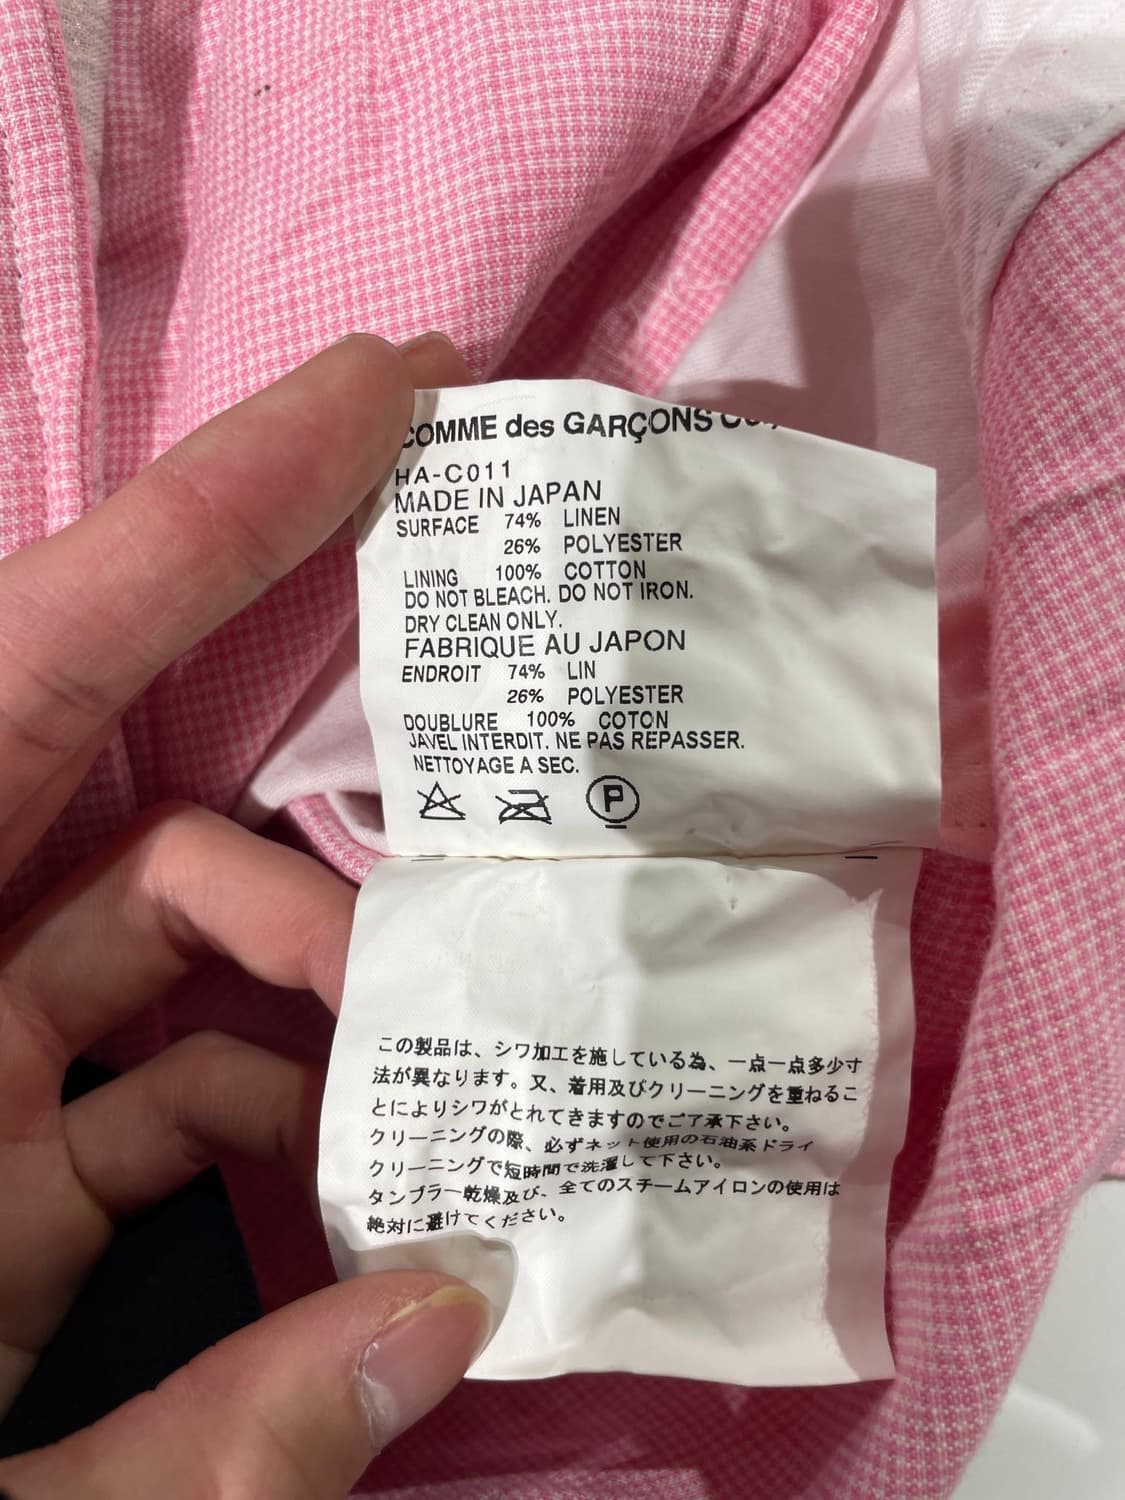 COMME des GARÇONS
HA-C011
MADE IN JAPAN
SURFACE 74% LINEN
26% POLYESTER
LINING 100% COTTON
DO NOT BLEACH. DO NOT IRON.
DRY CLEAN ONLY.
FABRIQUE AU JAPON
ENDROIT 74% LIN
26% POLYESTER
DOUBLURE 100% COTON
JAVEL INTERDIT. NE PAS REPASSER.
NETTOYAGE A SEC.
P
この製品は、シワ加工を施している為、一点一点多少寸
法が異なります。又、着用及びクリーニングを重ねるこ
とによりシワがとれてきますのでご了承下さい。
クリーニングの際、必ずネット使用の石油系ドライ
クリーニングで短時間で洗濯して下さい。
タンブラー乾燥及び、全てのスチームアイロンの使用は
絶対に避けてください。